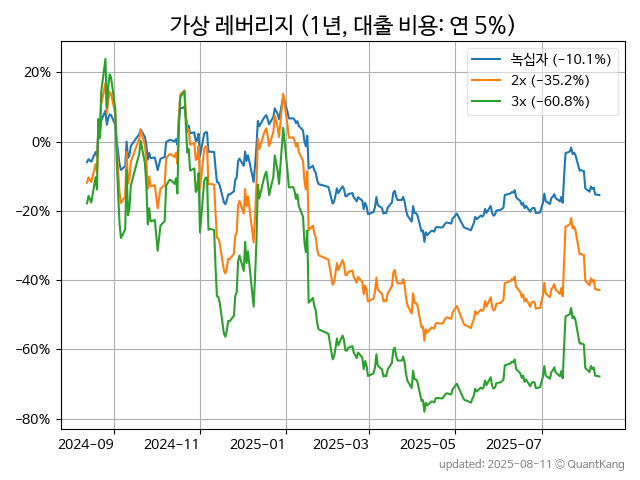 가상 레버리지 (1년, 대출 비용: 연 5%)
녹십자 (−10.1%)
2x (−35.2%)
3x (−60.8%)
20%
0%
−20%
−40%
−60%
−80%
2024-09 2024-11 2025-01 2025-03 2025-05 2025-07
updated: 2025-08-11 © QuantKang